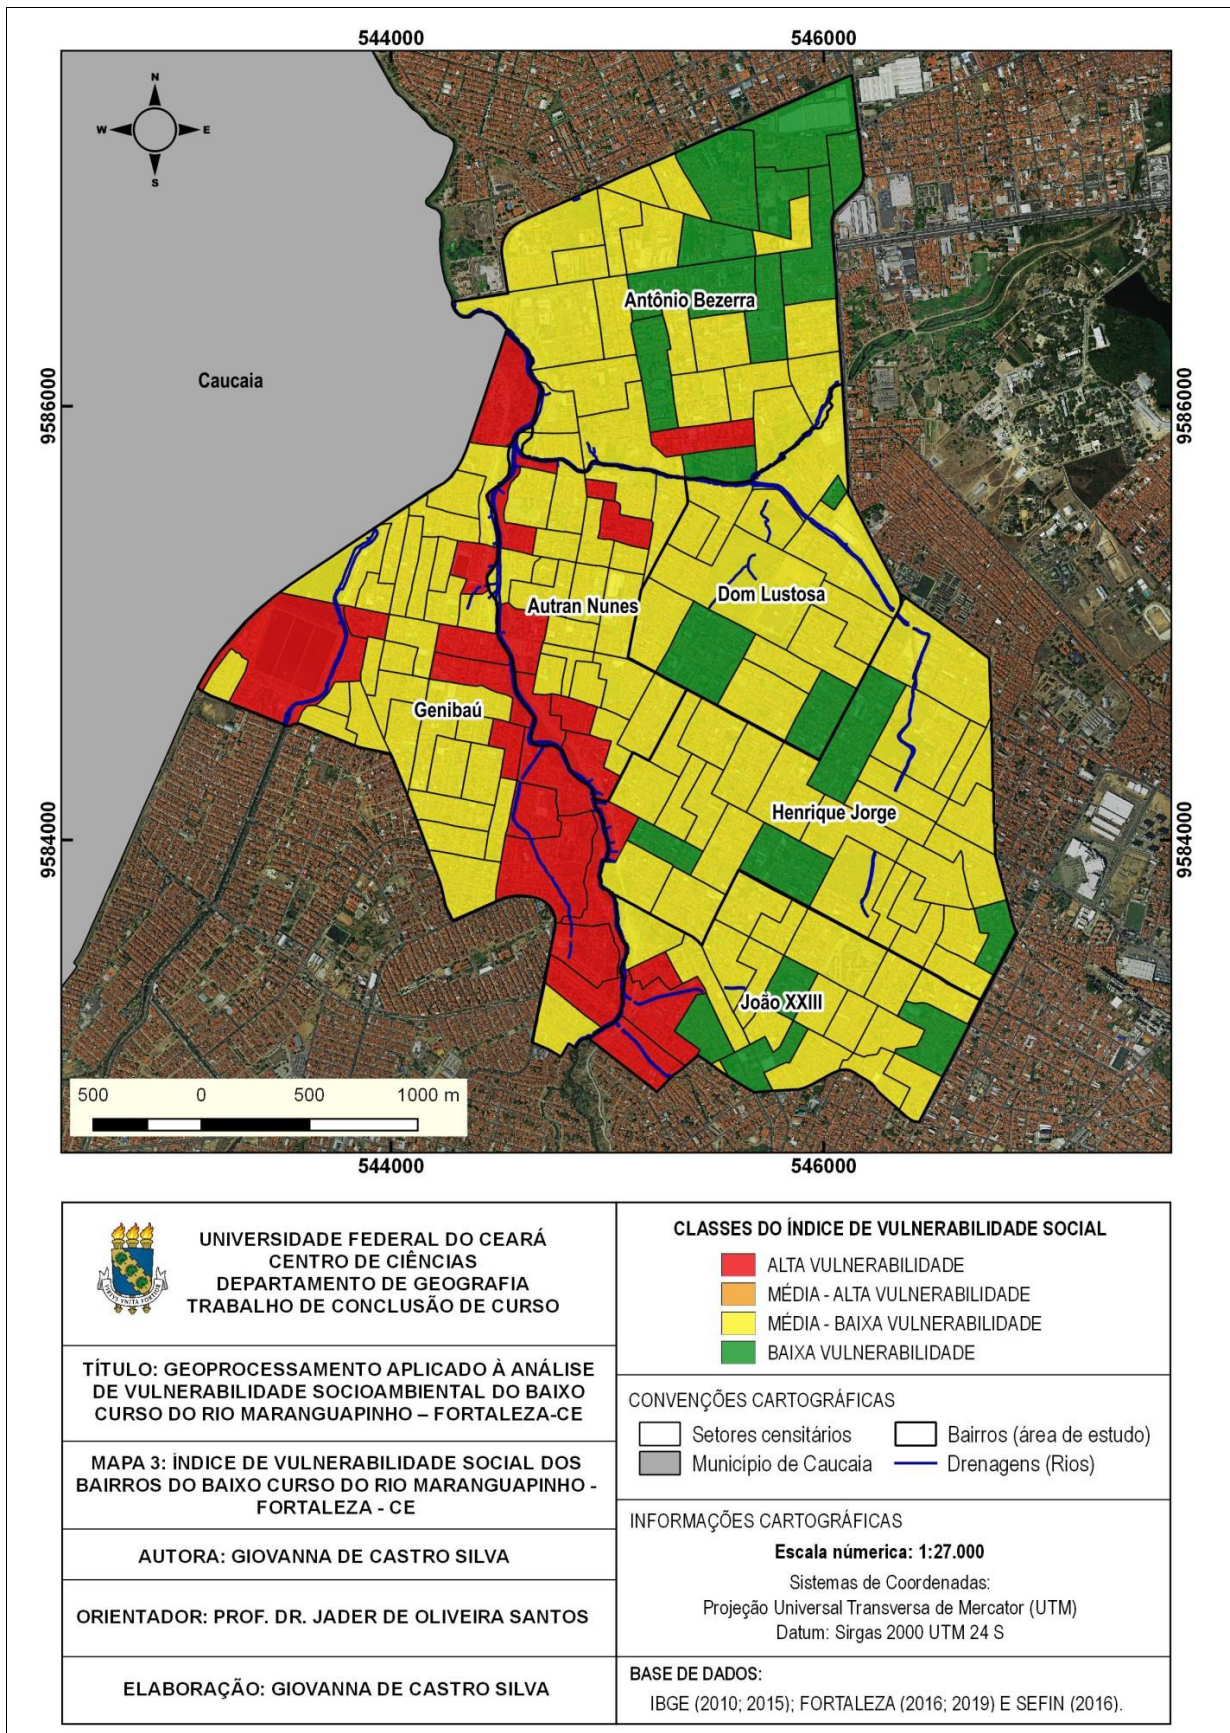 544000
546000
N
W
E
S
Antônio Bezerra
Caucaia
9586000
9586000
Autran Nunes
Dom Lustosa
Genibaú
Henrique Jorge
9584000
9584000
João XXIII
500
0
500
1000 m
544000
546000
UNIVERSIDADE FEDERAL DO CEARÁ
CENTRO DE CIÊNCIAS
DEPARTAMENTO DE GEOGRAFIA
TRABALHO DE CONCLUSÃO DE CURSO
VIRTVS VNITA FORTIOR
TÍTULO: GEOPROCESSAMENTO APLICADO À ANÁLISE
DE VULNERABILIDADE SOCIOAMBIENTAL DO BAIXO
CURSO DO RIO MARANGUAPINHO – FORTALEZA-CE
MAPA 3: ÍNDICE DE VULNERABILIDADE SOCIAL DOS
BAIRROS DO BAIXO CURSO DO RIO MARANGUAPINHO -
FORTALEZA - CE
AUTORA: GIOVANNA DE CASTRO SILVA
ORIENTADOR: PROF. DR. JADER DE OLIVEIRA SANTOS
ELABORAÇÃO: GIOVANNA DE CASTRO SILVA
CLASSES DO ÍNDICE DE VULNERABILIDADE SOCIAL
ALTA VULNERABILIDADE
MÉDIA - ALTA VULNERABILIDADE
MÉDIA - BAIXA VULNERABILIDADE
BAIXA VULNERABILIDADE
CONVENÇÕES CARTOGRÁFICAS
Setores censitários
Bairros (área de estudo)
Município de Caucaia
Drenagens (Rios)
INFORMAÇÕES CARTOGRÁFICAS
Escala númerica: 1:27.000
Sistemas de Coordenadas:
Projeção Universal Transversa de Mercator (UTM)
Datum: Sirgas 2000 UTM 24 S
BASE DE DADOS:
IBGE (2010; 2015); FORTALEZA (2016; 2019) E SEFIN (2016).